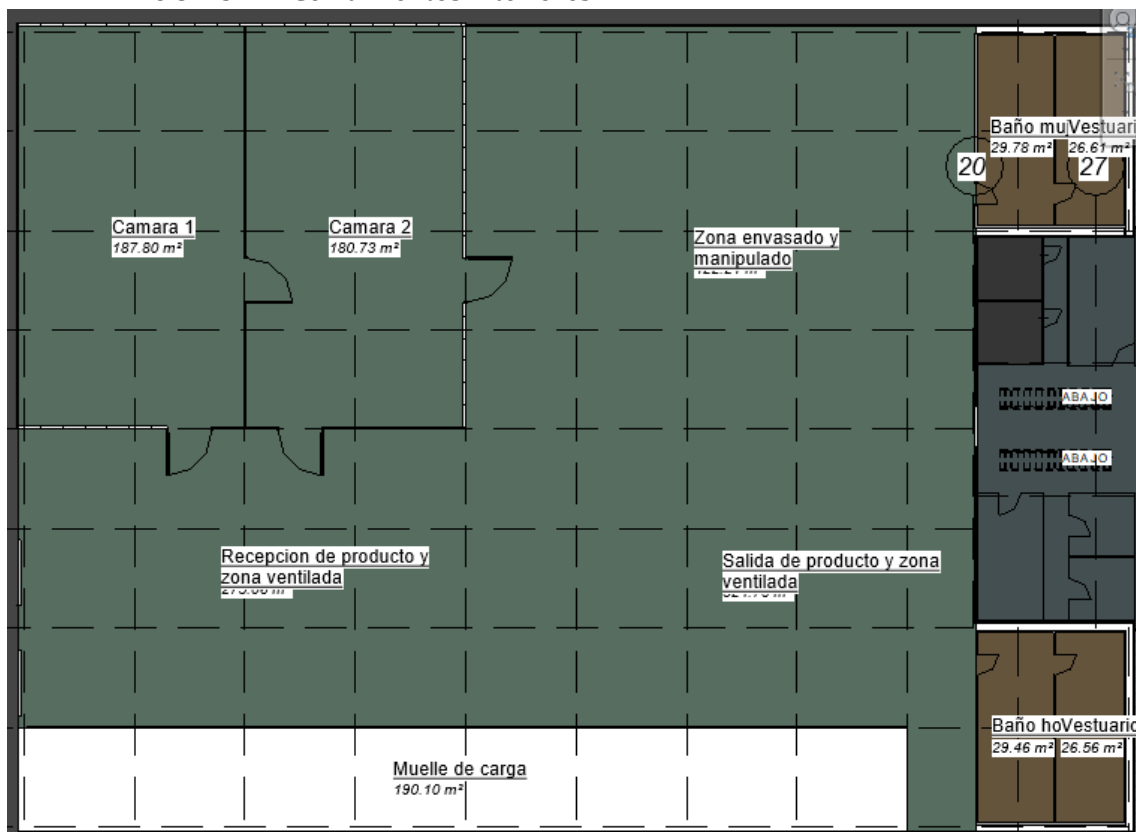 Camara 1
187.80 m²
Camara 2
180.73 m²
Zona envasado y
manipulado
Baño mu
29.78 m²
Vestuari
26.61 m²
20
27
ABAJO
ABAJO
Recepcion de producto y
zona ventilada
Salida de producto y zona
ventilada
Baño ho
29.46 m²
Vestuario
26.56 m²
Muelle de carga
190.10 m²